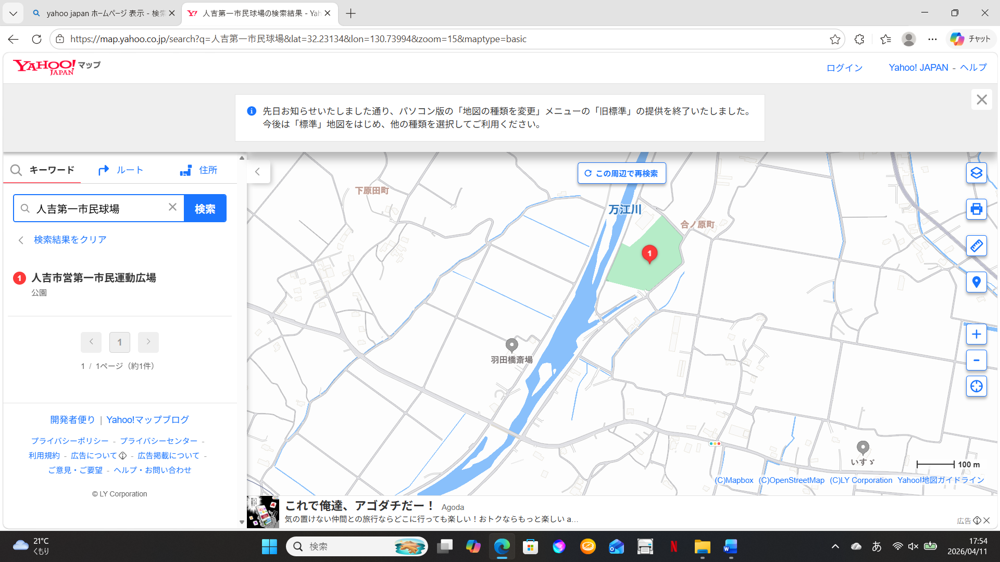 yahoo japan ホームページ 表示 - 検索
人吉第一市民球場の検索結果 - Yah
https://map.yahoo.co.jp/search?q=人吉第一市民球場&lat=32.23134&lon=130.73994&zoom=15&maptype=basic
チャット
YAHOO! JAPAN マップ
ログイン
Yahoo! JAPAN - ヘルプ
先日お知らせいたしました通り、パソコン版の「地図の種類を変更」メニューの「旧標準」の提供を終了いたしました。
今後は「標準」地図をはじめ、他の種類を選択してご利用ください。
キーワード
ルート
住所
人吉第一市民球場
検索
検索結果をクリア
1 人吉市営第一市民運動広場
公園
1
1 / 1ページ（約1件）
開発者便り | Yahoo!マップブログ
プライバシーポリシー - プライバシーセンター -
利用規約 - 広告について - 広告掲載について -
ご意見・ご要望 - ヘルプ・お問い合わせ
© LY Corporation
この周辺で再検索
下原田町
万江川
合ノ原町
1
羽田橋斎場
いすゞ
100 m
(C)Mapbox (C)OpenStreetMap (C)LY Corporation Yahoo!地図ガイドライン
これで俺達、アゴダチだー！ Agoda
気の置けない仲間との旅行ならどこに行っても楽しい！おトクならもっと楽しい a...
広告
21°C
くもり
検索
あ
17:54
2026/04/11